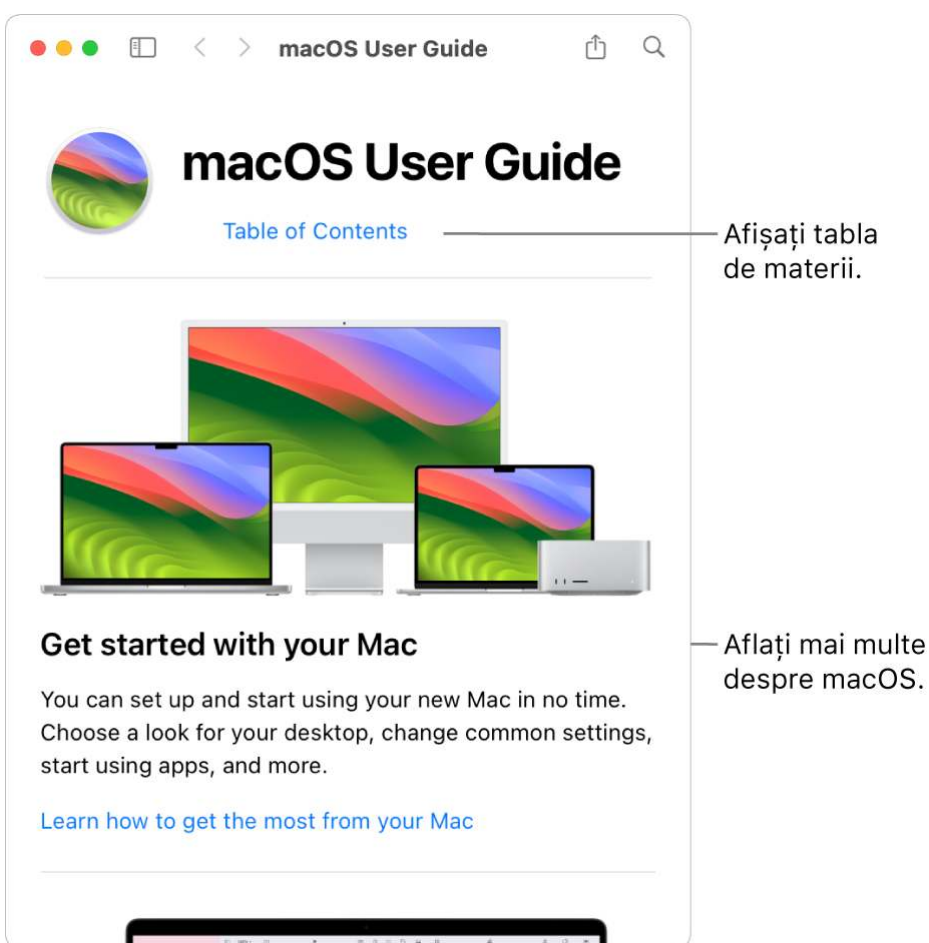 macOS User Guide
macOS User Guide
Table of Contents
Afișați tabla
de materii.
Get started with your Mac
Aflați mai multe
despre macOS.
You can set up and start using your new Mac in no time.
Choose a look for your desktop, change common settings,
start using apps, and more.
Learn how to get the most from your Mac